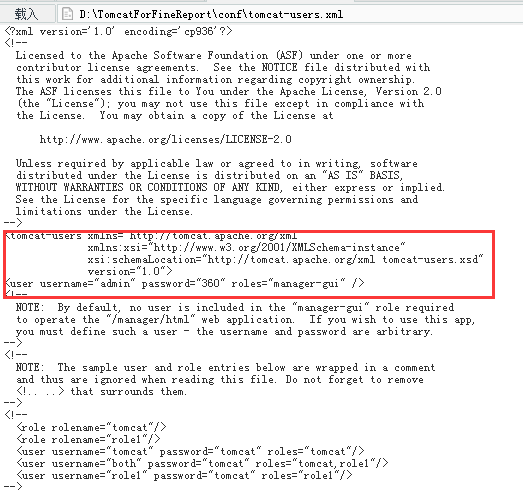 载入 D:\TomcatForFineReport\conf\tomcat-users.xml
<?xml version='1.0' encoding='cp936'?>
<!--
  Licensed to the Apache Software Foundation (ASF) under one or more
  contributor license agreements.  See the NOTICE file distributed with
  this work for additional information regarding copyright ownership.
  The ASF licenses this file to You under the Apache License, Version 2.0
  (the "License"); you may not use this file except in compliance with
  the License.  You may obtain a copy of the License at

      http://www.apache.org/licenses/LICENSE-2.0

  Unless required by applicable law or agreed to in writing, software
  distributed under the License is distributed on an "AS IS" BASIS,
  WITHOUT WARRANTIES OR CONDITIONS OF ANY KIND, either express or implied.
  See the License for the specific language governing permissions and
  limitations under the License.
-->
<tomcat-users xmlns="http://tomcat.apache.org/xml"
              xmlns:xsi="http://www.w3.org/2001/XMLSchema-instance"
              xsi:schemaLocation="http://tomcat.apache.org/xml tomcat-users.xsd"
              version="1.0">
<user username="admin" password="360" roles="manager-gui" />
<!--
  NOTE:  By default, no user is included in the "manager-gui" role required
  to operate the "/manager/html" web application.  If you wish to use this app,
  you must define such a user - the username and password are arbitrary.
-->
<!--
  NOTE:  The sample user and role entries below are wrapped in a comment
  and thus are ignored when reading this file. Do not forget to remove
  <!.. ..> that surrounds them.
-->
<!--
  <role rolename="tomcat"/>
  <role rolename="role1"/>
  <user username="tomcat" password="tomcat" roles="tomcat"/>
  <user username="both" password="tomcat" roles="tomcat,role1"/>
  <user username="role1" password="tomcat" roles="role1"/>
-->